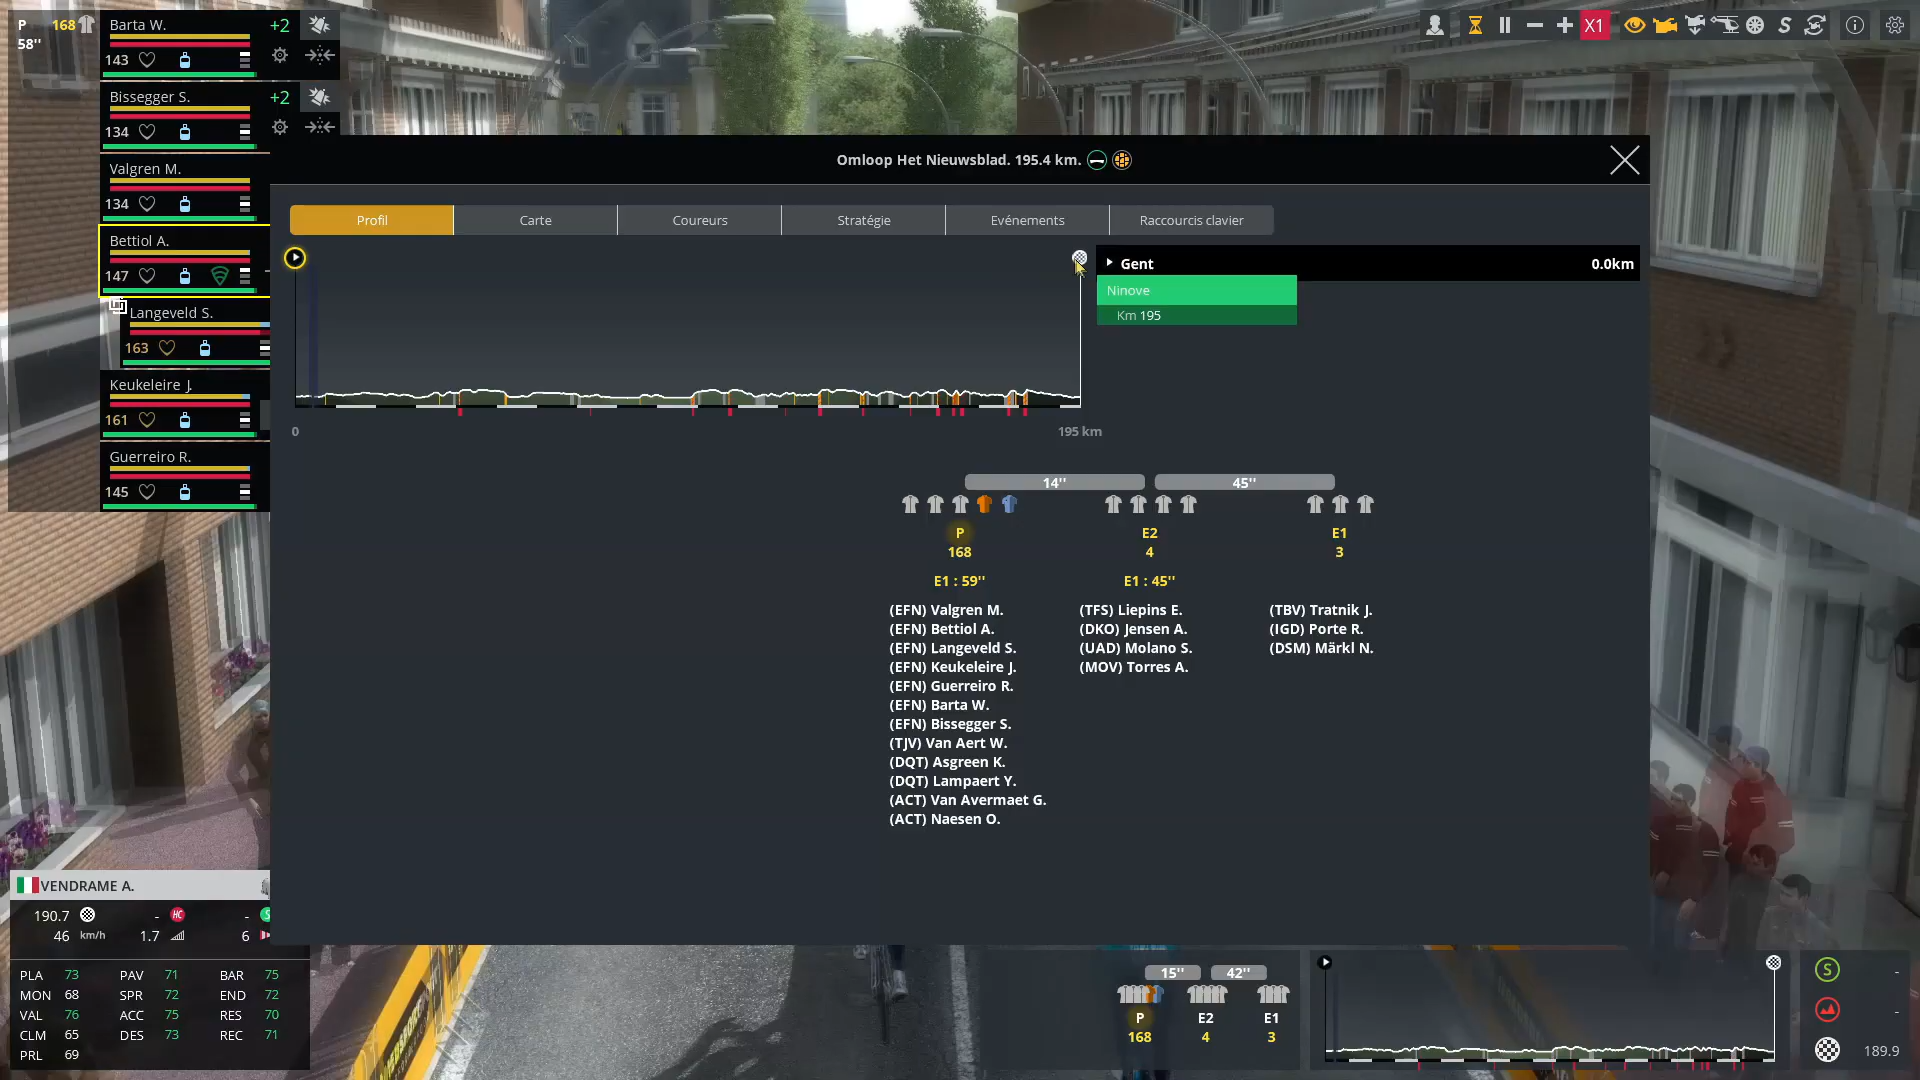 P 168
58''
Barta W. +2
143
Bissegger S. +2
134
Valgren M.
134
Bettiol A.
147
Langeveld S.
163
Keukeleire J.
161
Guerreiro R.
145
X1
Omloop Het Nieuwsblad. 195.4 km.
Profil Carte Coureurs Stratégie Evénements Raccourcis clavier
Gent 0.0km
Ninove
Km 195
0 195 km
14'' 45''
P E2 E1
168 4 3
E1 : 59'' E1 : 45''
(EFN) Valgren M. (TFS) Liepins E. (TBV) Tratnik J.
(EFN) Bettiol A. (DKO) Jensen A. (IGD) Porte R.
(EFN) Langeveld S. (UAD) Molano S. (DSM) Märkl N.
(EFN) Keukeleire J. (MOV) Torres A.
(EFN) Guerreiro R.
(EFN) Barta W.
(EFN) Bissegger S.
(TJV) Van Aert W.
(DQT) Asgreen K.
(DQT) Lampaert Y.
(ACT) Van Avermaet G.
(ACT) Naesen O.
VENDRAME A.
190.7 - HC - S
46 km/h 1.7 6
PLA 73 PAV 71 BAR 75
MON 68 SPR 72 END 72
VAL 76 ACC 75 RES 70
CLM 65 DES 73 REC 71
PRL 69
15'' 42''
P E2 E1
168 4 3
S -
-
189.9